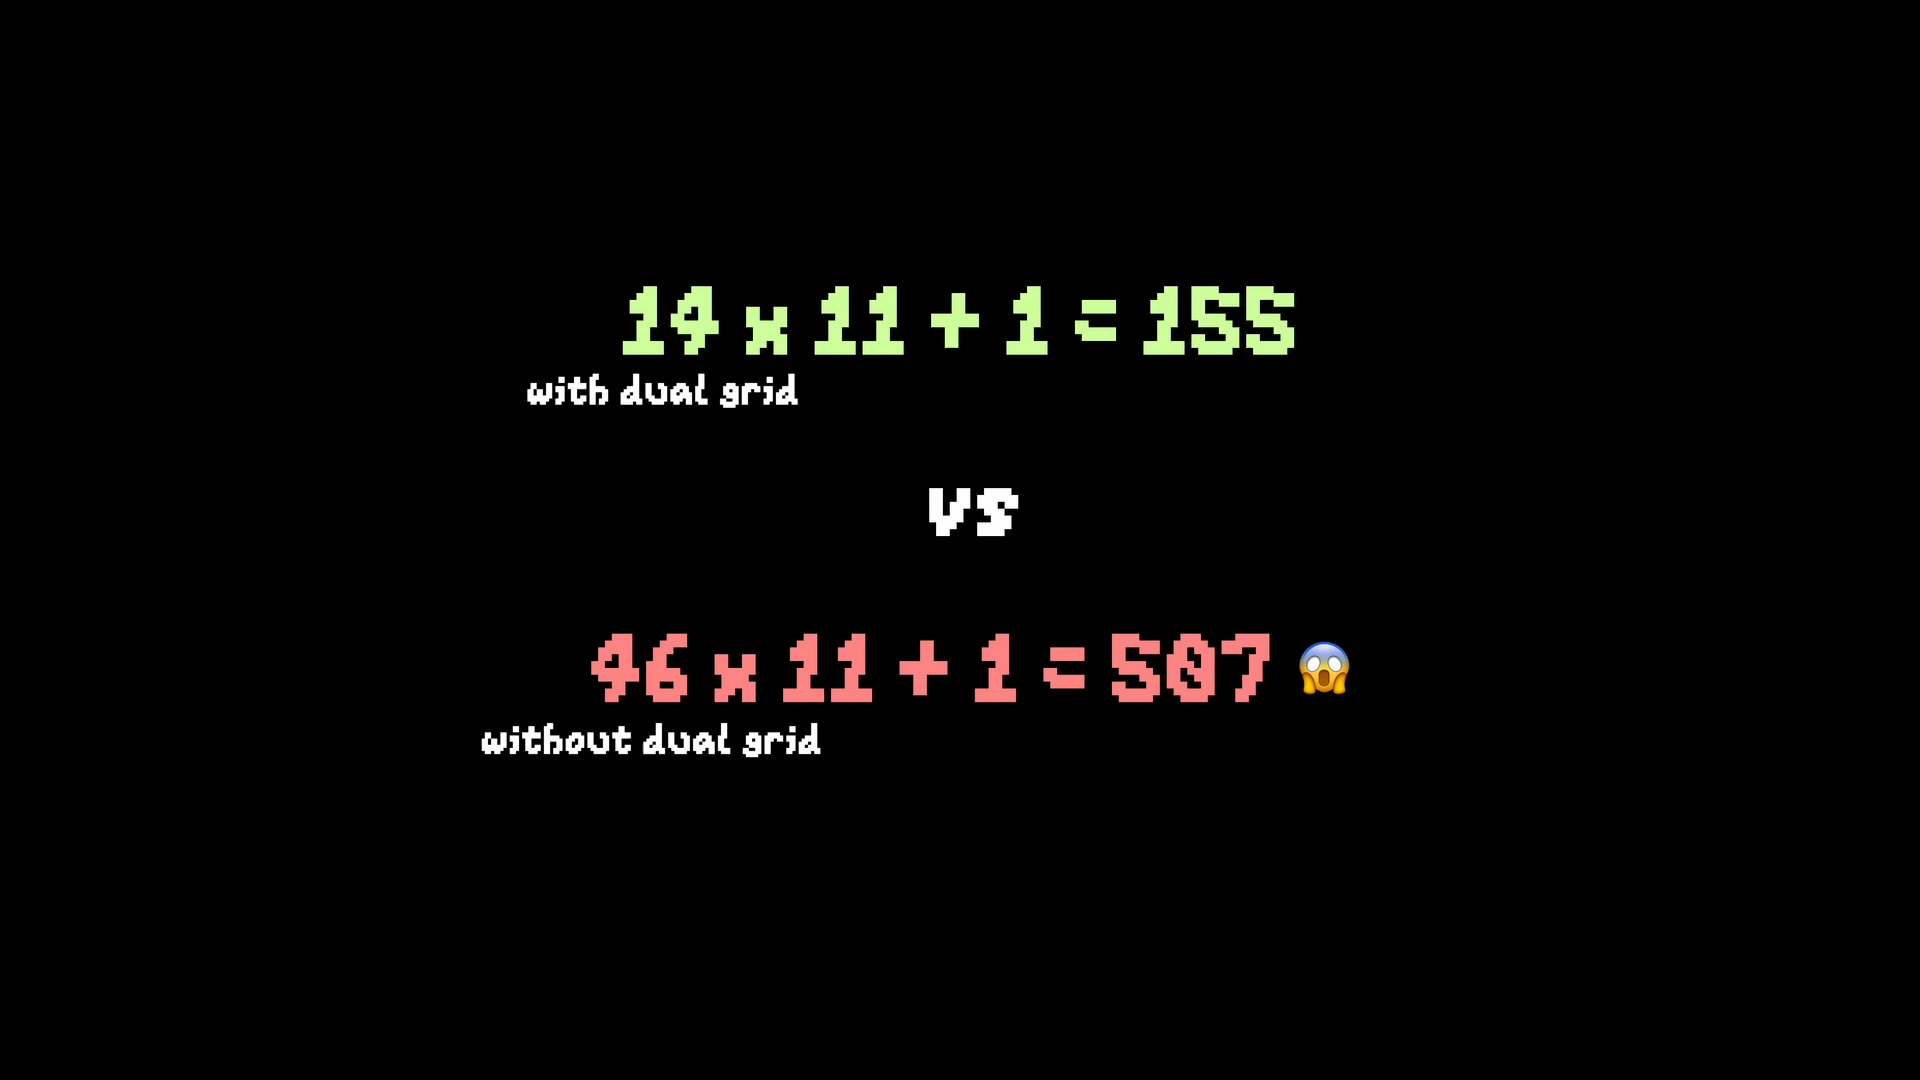 14 x 11 + 1 = 155
with dual grid
vs
46 x 11 + 1 = 507 😱
without dual grid